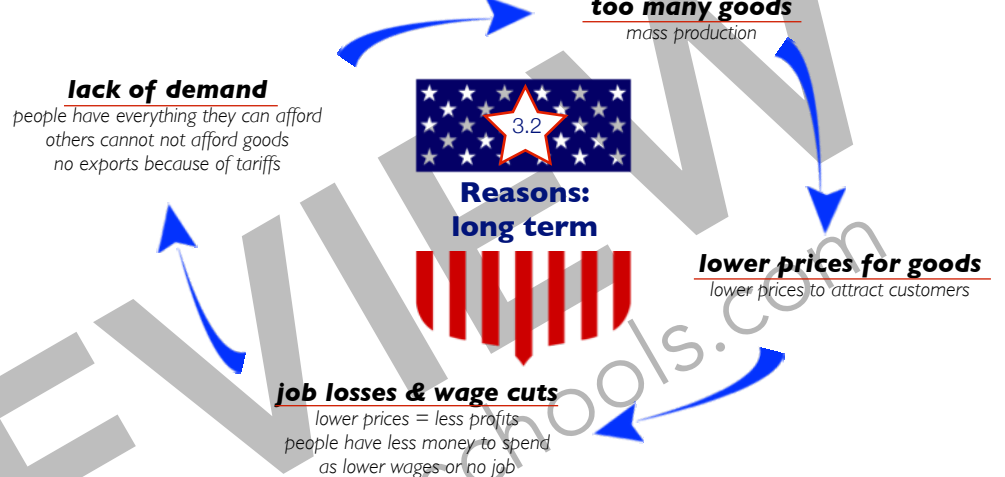 too many goods
mass production
lack of demand
people have everything they can afford
others cannot not afford goods
no exports because of tariffs
3.2
Reasons:
long term
lower prices for goods
lower prices to attract customers
job losses & wage cuts
lower prices = less profits
people have less money to spend
as lower wages or no job
EVIEW
chools.com